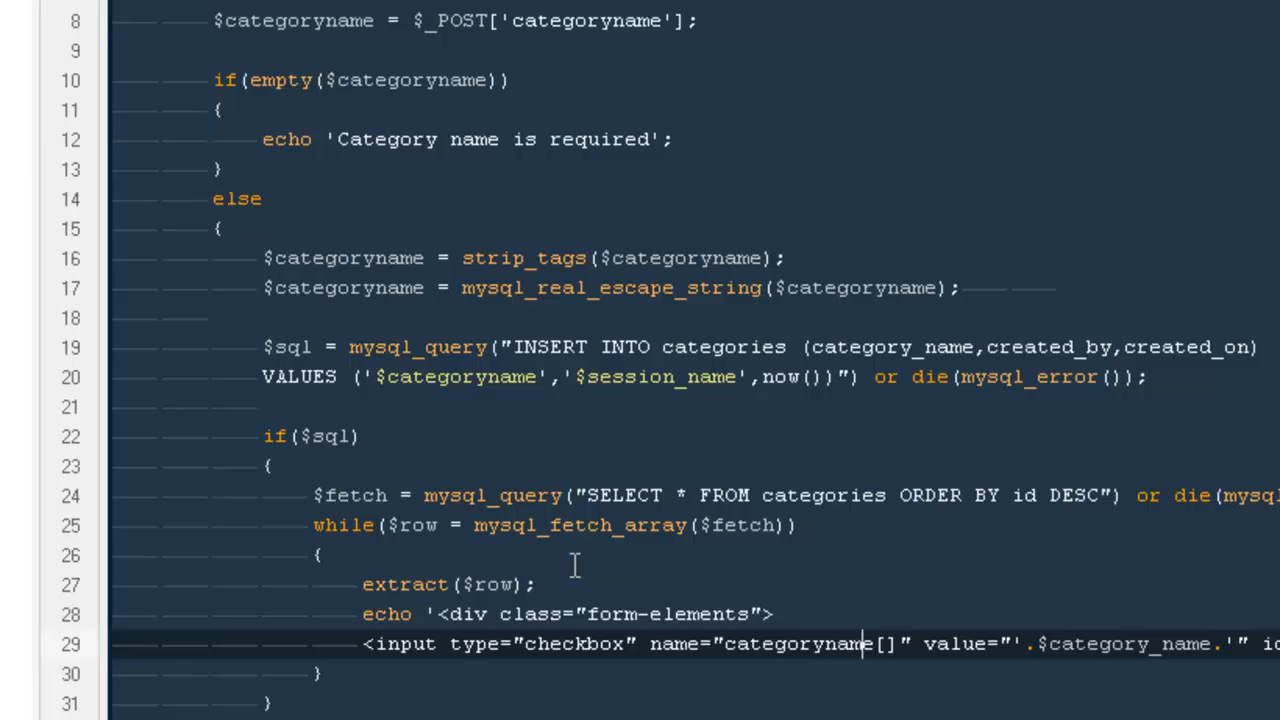 8 $categoryname = $_POST['categoryname'];
9
10 if(empty($categoryname))
11 {
12 echo 'Category name is required';
13 }
14 else
15 {
16 $categoryname = strip_tags($categoryname);
17 $categoryname = mysql_real_escape_string($categoryname);
18
19 $sql = mysql_query("INSERT INTO categories (category_name,created_by,created_on)
20 VALUES ('$categoryname','$session_name',now())") or die(mysql_error());
21
22 if($sql)
23 {
24 $fetch = mysql_query("SELECT * FROM categories ORDER BY id DESC") or die(mysq
25 while($row = mysql_fetch_array($fetch))
26 {
27 extract($row);
28 echo '<div class="form-elements">
29 <input type="checkbox" name="categoryname[]" value="'.$category_name.'" i
30 }
31 }